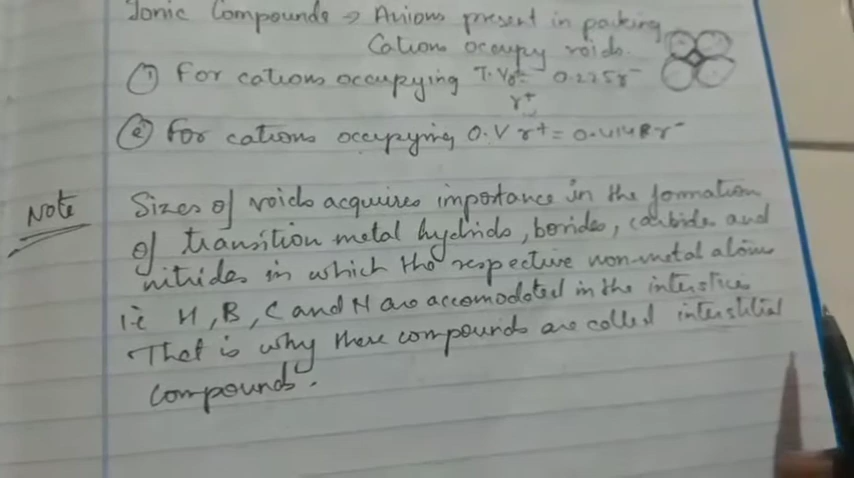 Ionic Compounds → Anions present in packing
Cations occupy voids.
① For cations occupying T.V r⁺ = 0.225r⁻
② For cations occupying O.V r⁺ = 0.414R r⁻
Note
Sizes of voids acquires importance in the formation
of transition metal hydrids, borides, carbides and
nitrides in which the respective non-metal atoms
i.e H, B, C and N are accomodated in the interstices
That is why these compounds are called interstitial
compounds.